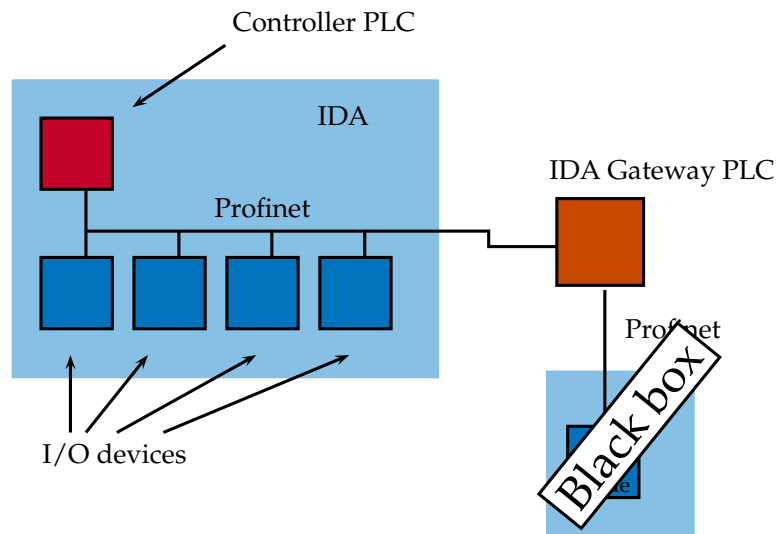 Controller PLC
IDA
IDA Gateway PLC
Profinet
Profinet
Black box
I/O devices